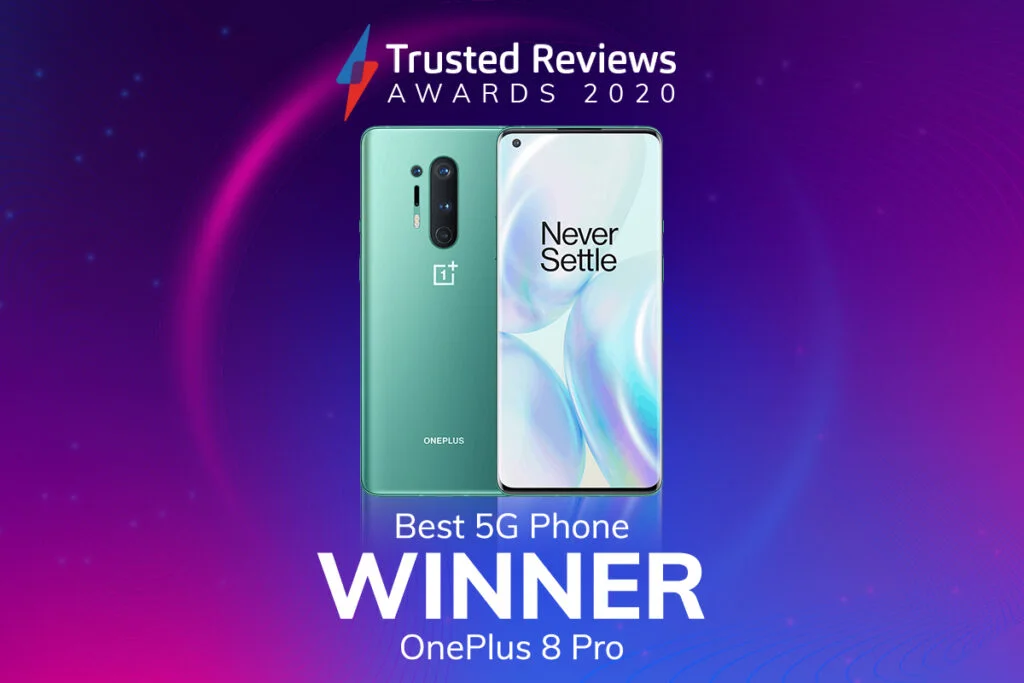 Trusted Reviews
AWARDS 2020
Never
Settle
ONEPLUS
Best 5G Phone
WINNER
OnePlus 8 Pro